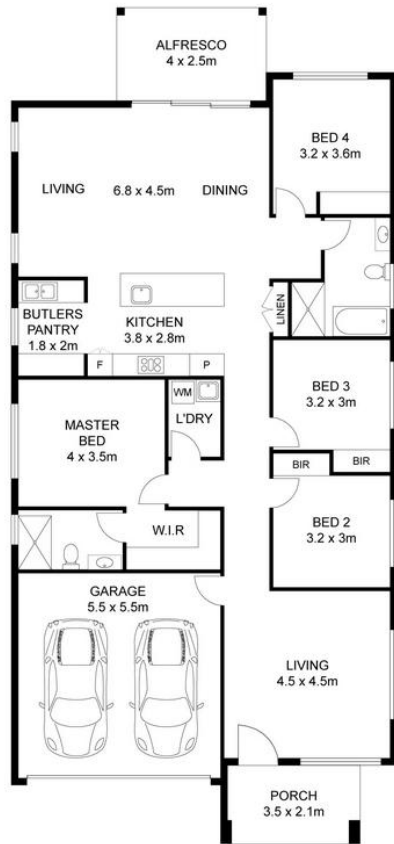 ALFRESCO
4 x 2.5m
BED 4
3.2 x 3.6m
LIVING 6.8 x 4.5m DINING
LINEN
BUTLERS
PANTRY
1.8 x 2m
KITCHEN
3.8 x 2.8m
F
P
BED 3
3.2 x 3m
WM
L'DRY
MASTER
BED
4 x 3.5m
BIR
BIR
BED 2
3.2 x 3m
W.I.R
GARAGE
5.5 x 5.5m
LIVING
4.5 x 4.5m
PORCH
3.5 x 2.1m